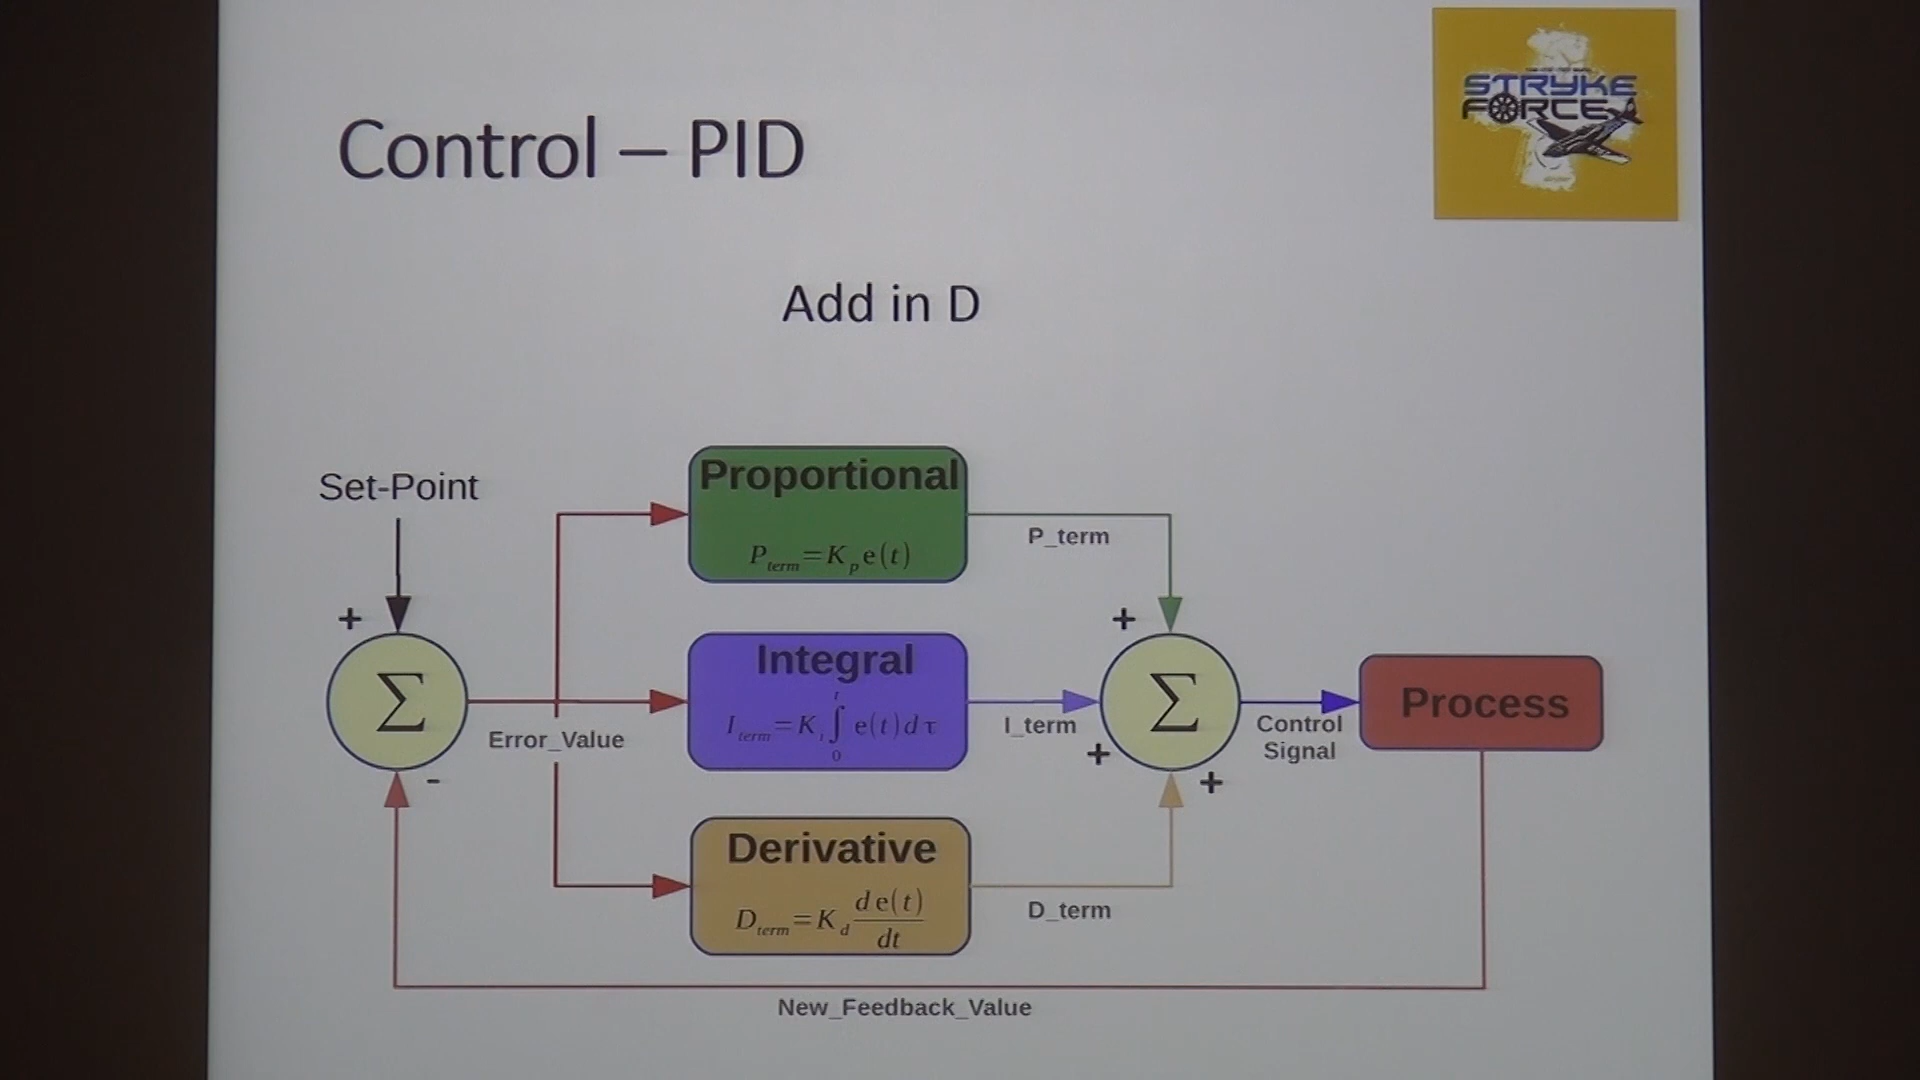 STRYKE
FORCE
Control – PID
Add in D
Set-Point
+
Σ
-
Error_Value
Proportional
P_term = K_p e(t)
P_term
Integral
I_term = K_i ∫_0^t e(t) dτ
I_term
Derivative
D_term = K_d de(t)/dt
D_term
+
+
+
Σ
Control
Signal
Process
New_Feedback_Value